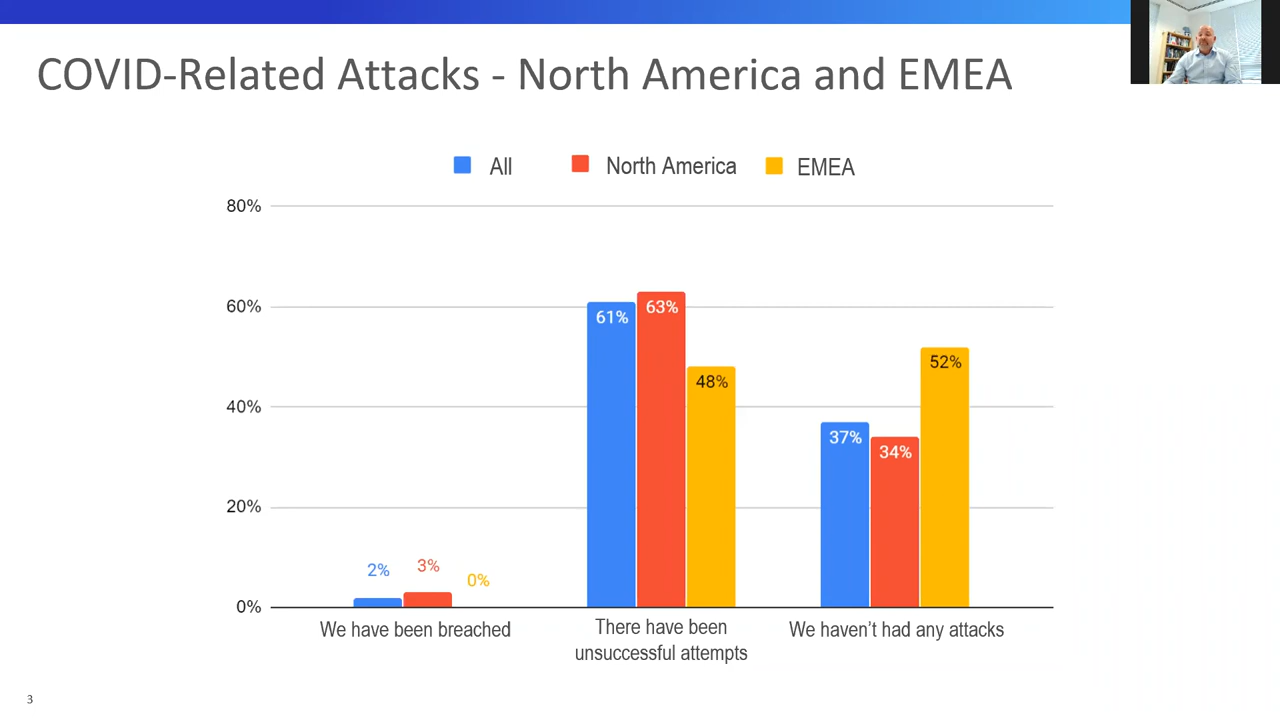 COVID-Related Attacks - North America and EMEA
All
North America
EMEA
80%
60%
40%
20%
0%
2%
3%
0%
61%
63%
48%
37%
34%
52%
We have been breached
There have been
unsuccessful attempts
We haven't had any attacks
3